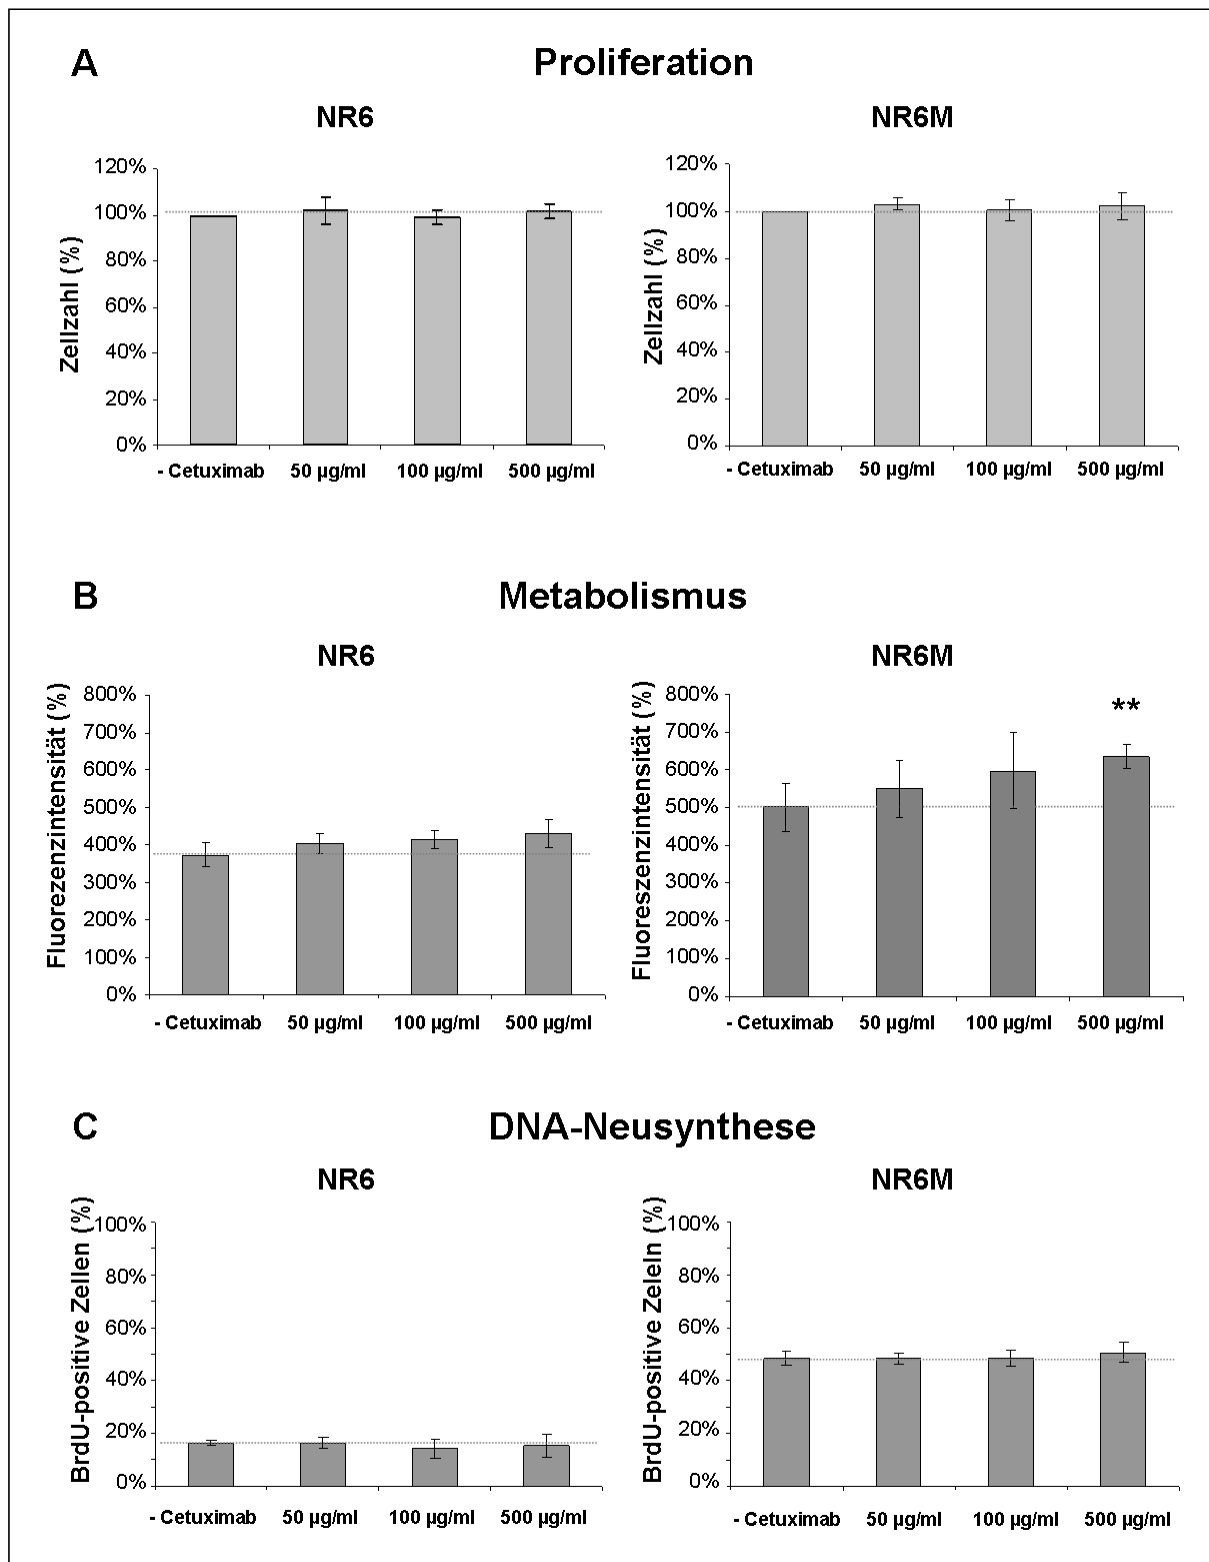 A Proliferation
NR6
Zellzahl (%)
120%
100%
80%
60%
40%
20%
0%
- Cetuximab 50 µg/ml 100 µg/ml 500 µg/ml
NR6M
Zellzahl (%)
120%
100%
80%
60%
40%
20%
0%
- Cetuximab 50 µg/ml 100 µg/ml 500 µg/ml
B Metabolismus
NR6
Fluorezenzintensität (%)
800%
700%
600%
500%
400%
300%
200%
100%
0%
- Cetuximab 50 µg/ml 100 µg/ml 500 µg/ml
NR6M
Fluoreszenzintensität (%)
800%
700%
600%
500%
400%
300%
200%
100%
0%
**
- Cetuximab 50 µg/ml 100 µg/ml 500 µg/ml
C DNA-Neusynthese
NR6
BrdU-positive Zellen (%)
100%
80%
60%
40%
20%
0%
- Cetuximab 50 µg/ml 100 µg/ml 500 µg/ml
NR6M
BrdU-positive Zeleln (%)
100%
80%
60%
40%
20%
0%
- Cetuximab 50 µg/ml 100 µg/ml 500 µg/ml